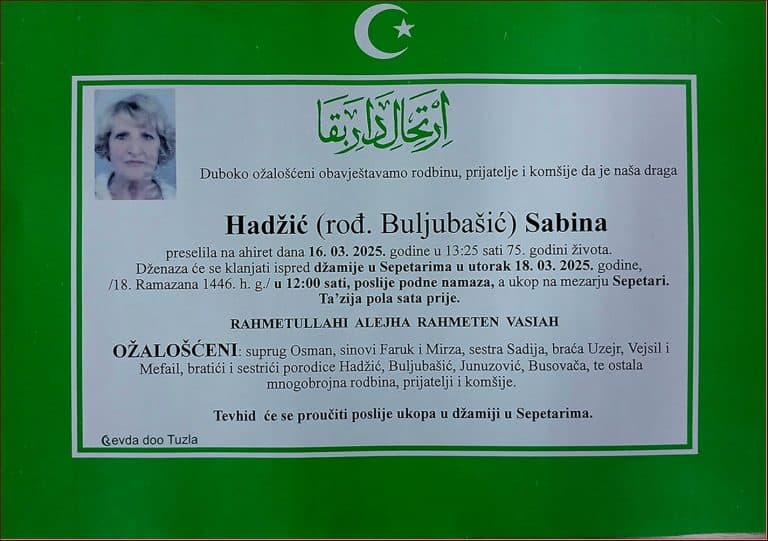 اِرْتِحَالِ دَارِ بَقَا
Duboko ožalošćeni obavještavamo rodbinu, prijatelje i komšije da je naša draga
Hadžić (rođ. Buljubašić) Sabina
preselila na ahiret dana 16. 03. 2025. godine u 13:25 sati 75. godini života.
Dženaza će se klanjati ispred džamije u Sepetarima u utorak 18. 03. 2025. godine,
/18. Ramazana 1446. h. g./ u 12:00 sati, poslije podne namaza, a ukop na mezarju Sepetari.
Ta'zija pola sata prije.
RAHMETULLAHI ALEJHA RAHMETEN VASIAH
OŽALOŠĆENI: suprug Osman, sinovi Faruk i Mirza, sestra Sadija, braća Uzejr, Vejsil i
Mefail, bratići i sestrići porodice Hadžić, Buljubašić, Junuzović, Busovača, te ostala
mnogobrojna rodbina, prijatelji i komšije.
Tevhid će se proučiti poslije ukopa u džamiji u Sepetarima.
evda doo Tuzla